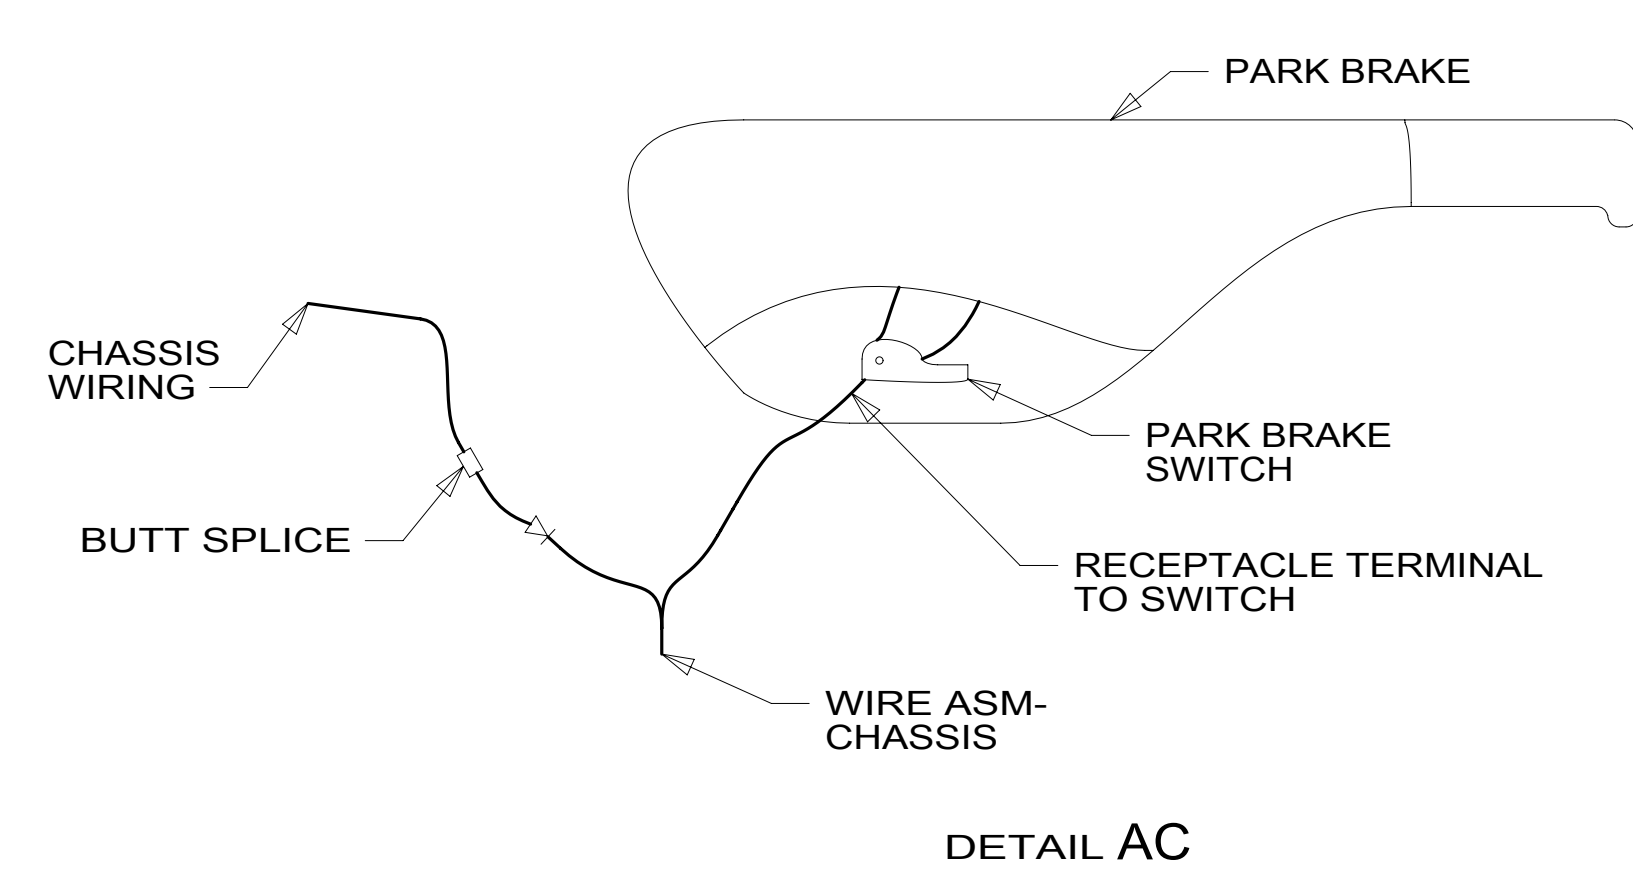 PARK BRAKE
CHASSIS
WIRING
PARK BRAKE
SWITCH
BUTT SPLICE
RECEPTACLE TERMINAL
TO SWITCH
WIRE ASM-
CHASSIS
DETAIL AC